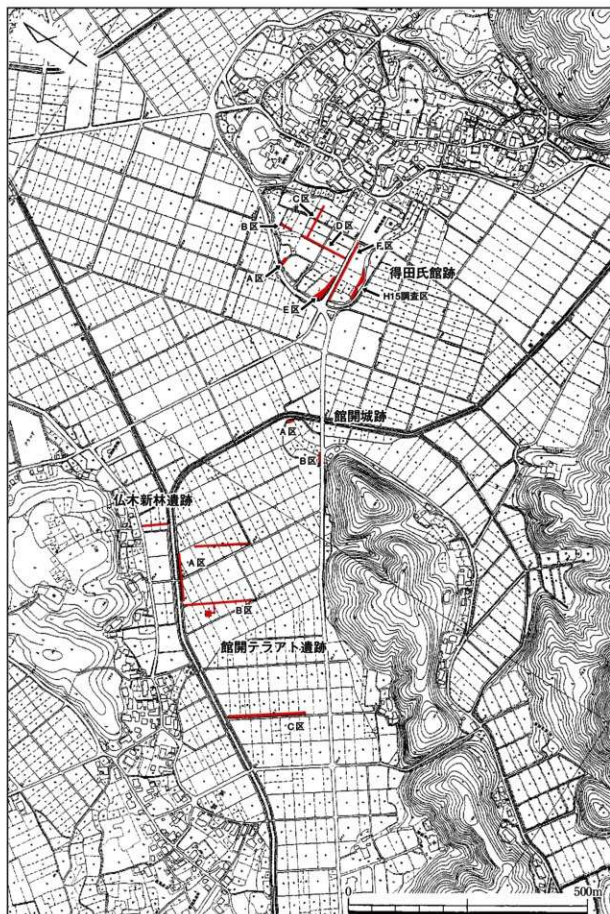 C区
B区
D区
F区
得田氏館跡
A区
H15調査区
E区
館開城跡
A区
B区
仏木新林遺跡
A区
B区
館開テラアト遺跡
C区
0
500m